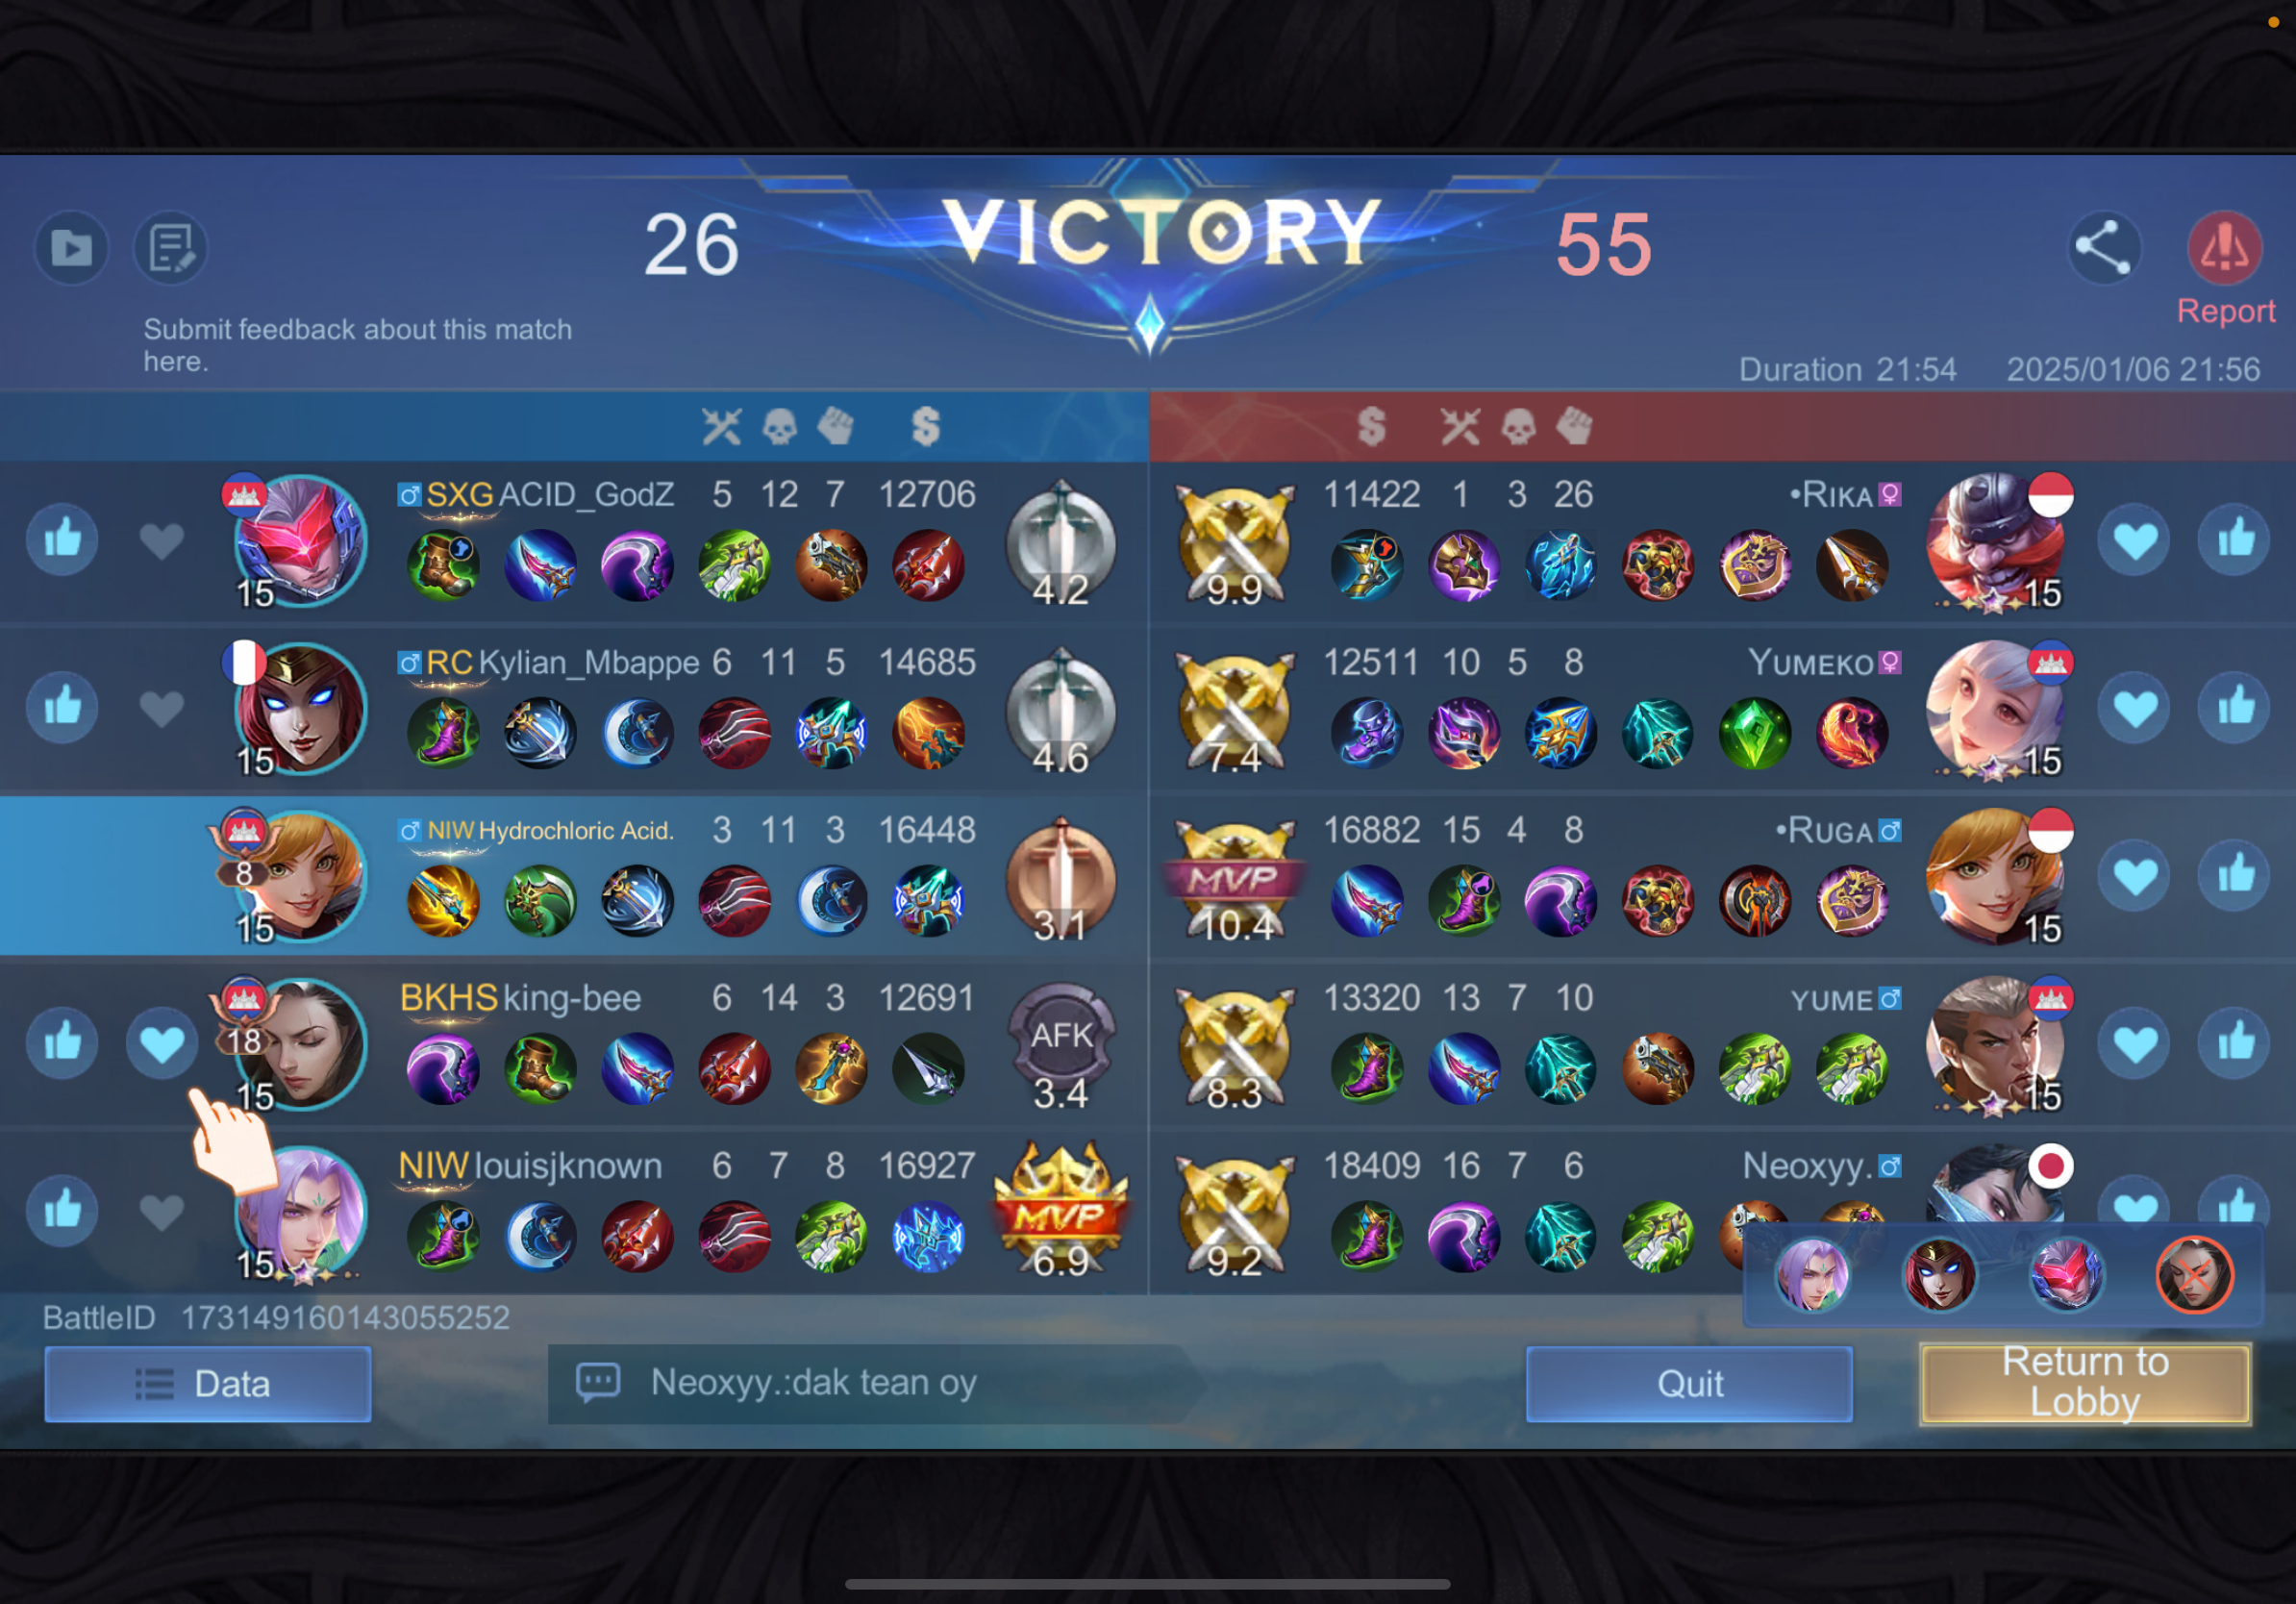 26 VICTORY 55
Report
Submit feedback about this match
here.
Duration 21:54 2025/01/06 21:56
SXG ACID_GodZ 5 12 7 12706
15
4.2
11422 1 3 26 •RIKA
9.9
15
RC Kylian_Mbappe 6 11 5 14685
15
4.6
12511 10 5 8 YUMEKO
7.4
15
NIW Hydrochloric Acid. 3 11 3 16448
8
15
3.1
16882 15 4 8 •RUGA
MVP
10.4
15
BKHS king-bee 6 14 3 12691
18
15
AFK
3.4
13320 13 7 10 YUME
8.3
15
NIW louisjknown 6 7 8 16927
15
MVP
6.9
18409 16 7 6 Neoxyy.
9.2
BattleID 173149160143055252
Data
Neoxyy.:dak tean oy
Quit
Return to
Lobby